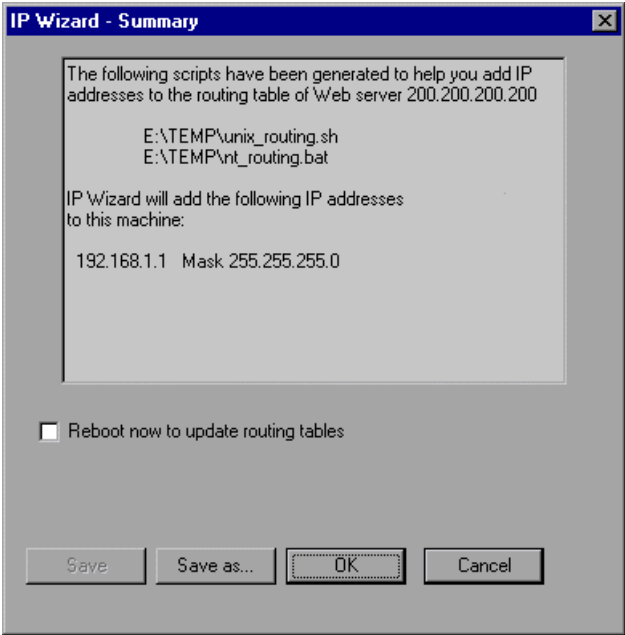 IP Wizard - Summary
The following scripts have been generated to help you add IP
addresses to the routing table of Web server 200.200.200.200
E:\TEMP\unix_routing.sh
E:\TEMP\nt_routing.bat
IP Wizard will add the following IP addresses
to this machine:
192.168.1.1 Mask 255.255.255.0
Reboot now to update routing tables
Save
Save as...
OK
Cancel